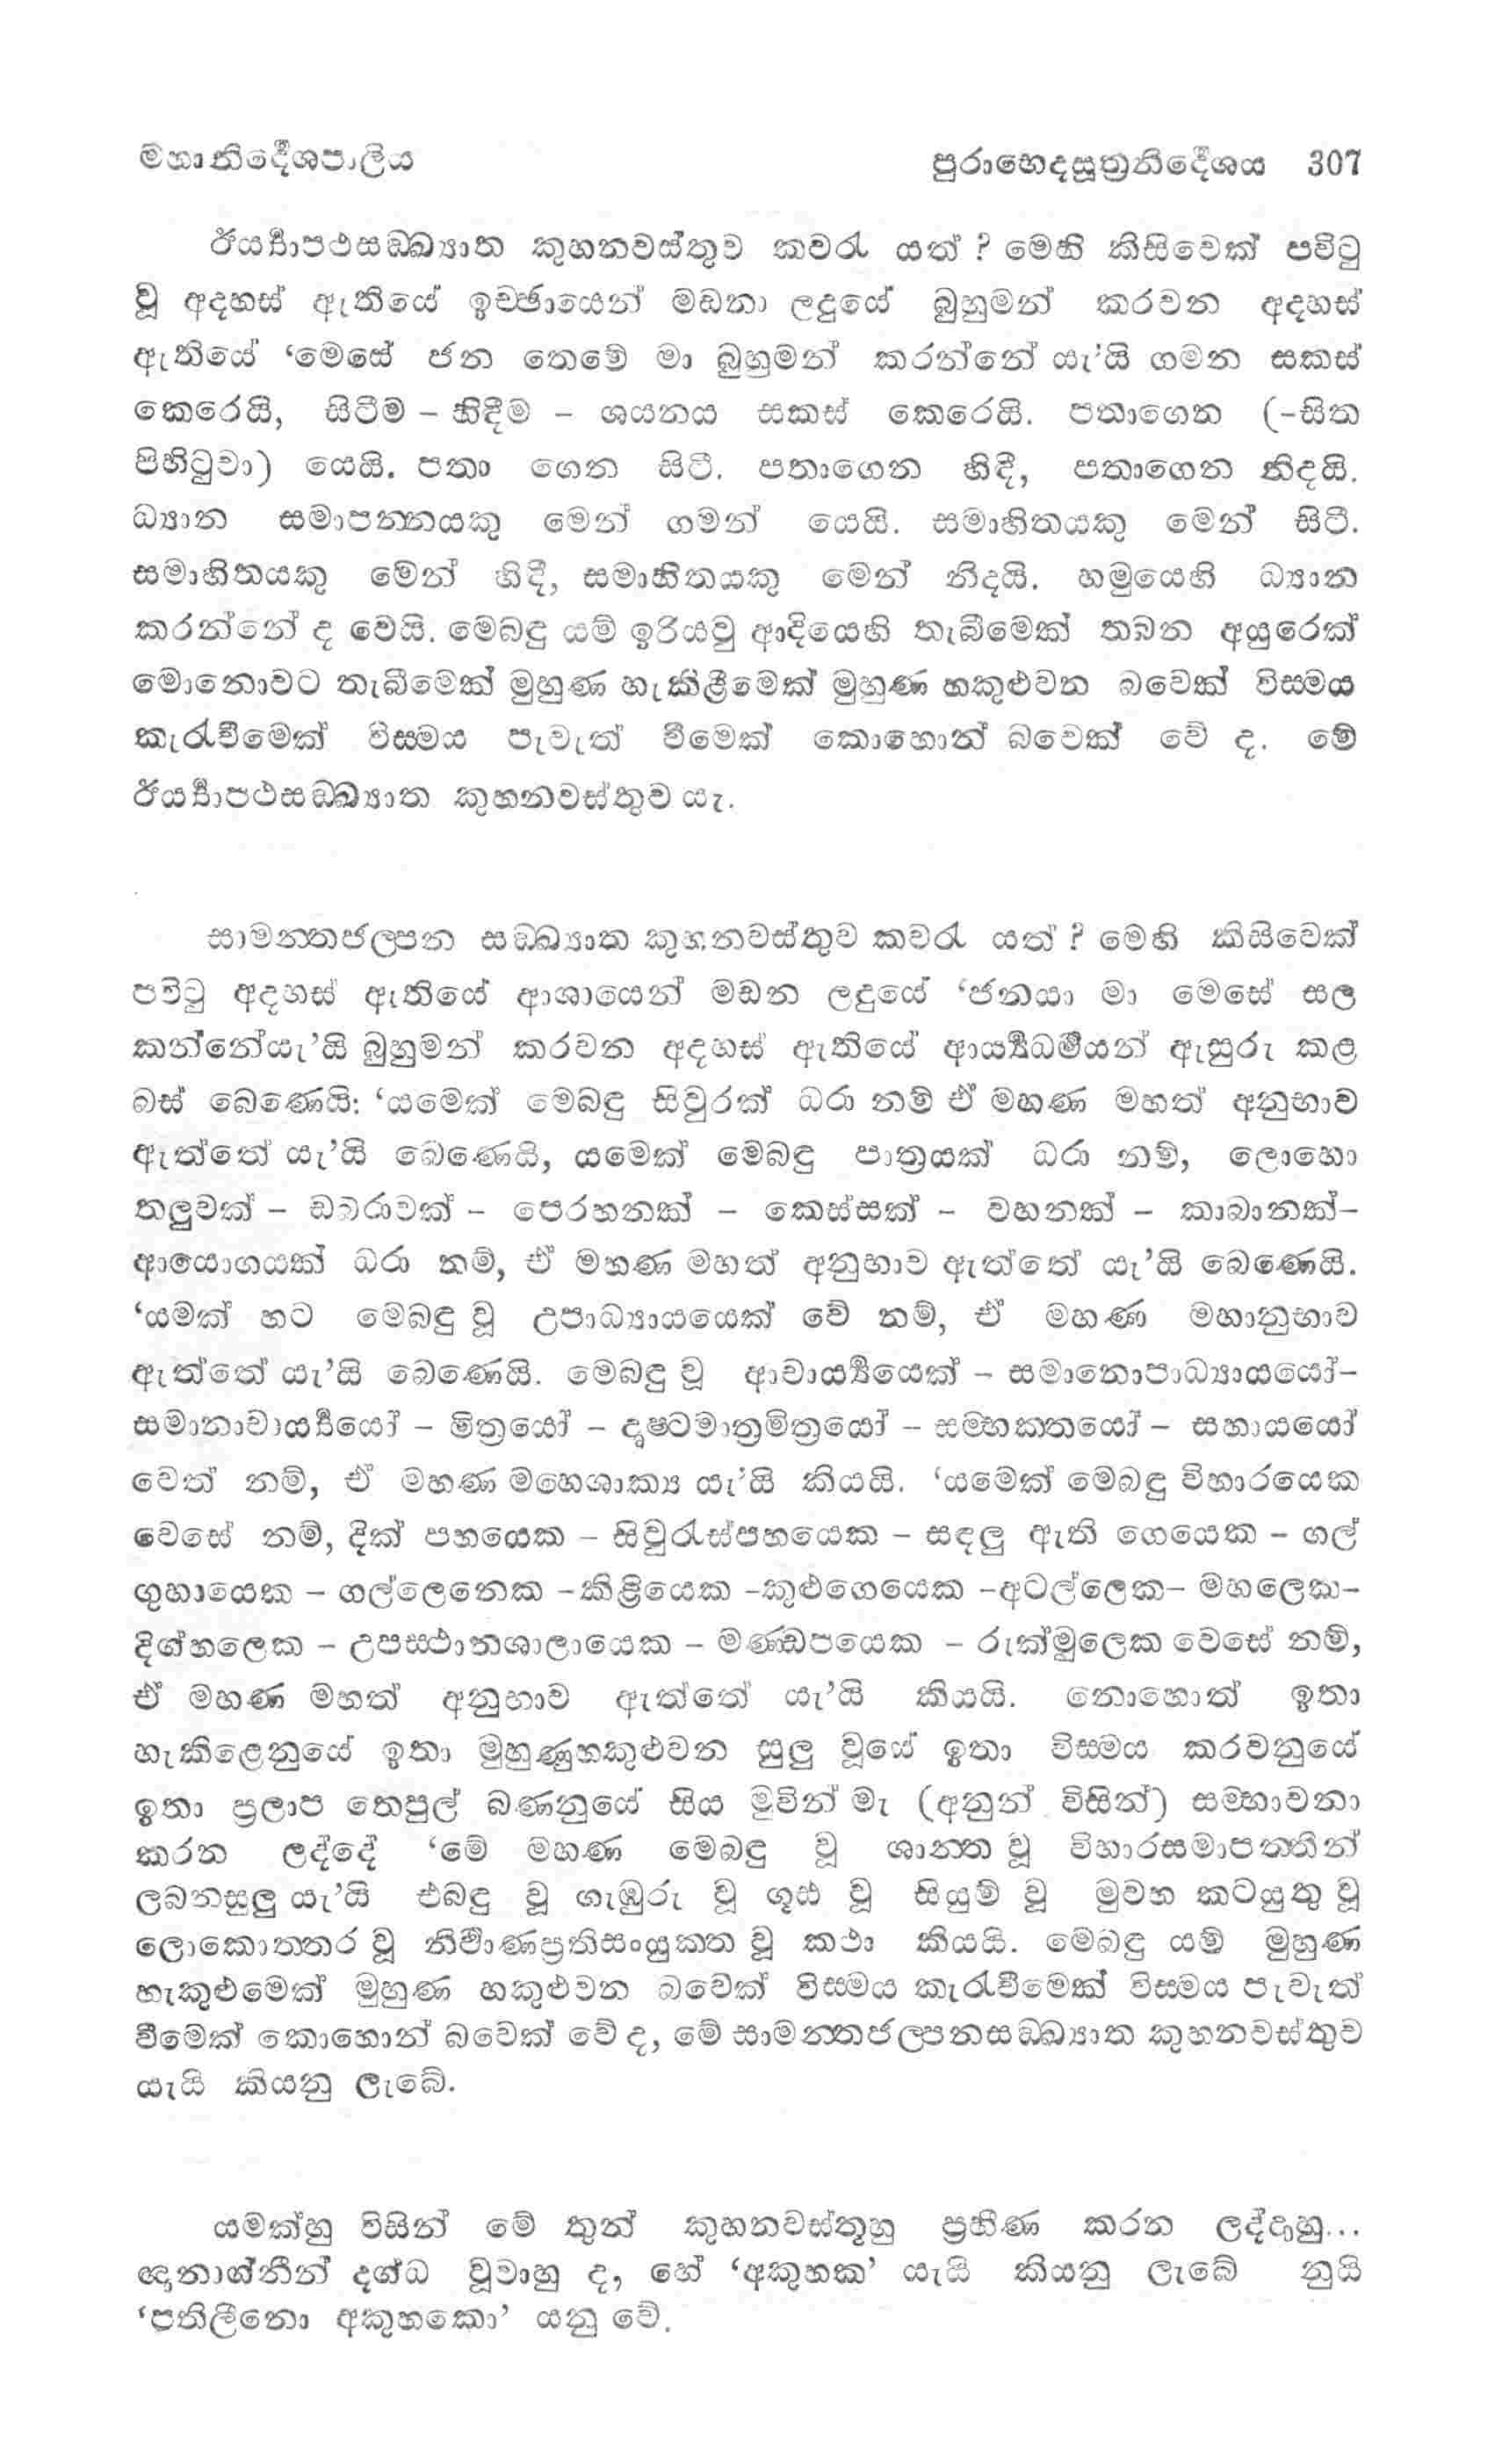 මහානිර්දේශපාලිය
පුරාභෙදසූත්‍රනිර්දේශය 307
ඊර්‍ය්‍යාපථසඞ්ඛ්‍යාත කුහනවස්තුව කවරැ යත් ? මෙහි කිසිවෙක් පවිටු
වූ අදහස් ඇතියේ ඉච්ඡායෙන් මඩනා ලදුයේ බුහුමන් කරවන අදහස්
ඇතියේ ‘මෙසේ ජන තෙමේ මා බුහුමන් කරන්නේ යැ’යි ගමන සකස්
කෙරෙයි, සිටීම – හිඳීම – ශයනය සකස් කෙරෙයි. පතාගෙන (-සිත
පිහිටුවා) යෙයි. පතා ගෙන සිටී. පතාගෙන හිඳී, පතාගෙන නිදයි.
ධ්‍යාන සමාපන්නයකු මෙන් ගමන් යෙයි. සමාහිතයකු මෙන් සිටී.
සමාහිතයකු මෙන් හිඳී, සමාහිතයකු මෙන් නිදයි. හමුයෙහි ධ්‍යාන
කරන්නේ ද වෙයි. මෙබඳු යම් ඉරියවු ආදියෙහි තැබීමෙක් තබන අයුරෙක්
මොනොවට තැබීමෙක් මුහුණ හැකිළීමෙක් මුහුණ හකුළුවන බවෙක් විස්මය
කැරැවීමෙක් විස්මය පැවැත් වීමෙක් කොහොන් බවෙක් වේ ද. මේ
ඊර්‍ය්‍යාපථසඞ්ඛ්‍යාත කුහනවස්තුව යැ.
සාමන්තජල්පන සඞ්ඛ්‍යාත කුහනවස්තුව කවරැ යත් ? මෙහි කිසිවෙක්
පවිටු අදහස් ඇතියේ ආශායෙන් මඩන ලදුයේ ‘ජනයා මා මෙසේ සල
කන්නේයැ’යි බුහුමන් කරවන අදහස් ඇතියේ ආර්‍ය්‍යධර්මයන් ඇසුරු කළ
බස් බෙණෙයි: ‘යමෙක් මෙබඳු සිවුරක් ධරා නම් ඒ මහණ මහත් අනුභාව
ඇත්තේ යැ’යි බෙණෙයි, යමෙක් මෙබඳු පාත්‍රයක් ධරා නම්, ලොහො
තලුවක් – ඩබරාවක් – පෙරහනක් – කෙස්සක් – වහනක් – කාබානක්–
ආයොගයක් ධරා නම්, ඒ මහණ මහත් අනුභාව ඇත්තේ යැ’යි බෙණෙයි.
‘යමක් හට මෙබඳු වූ උපාධ්‍යායයෙක් වේ නම්, ඒ මහණ මහානුභාව
ඇත්තේ යැ’යි බෙණෙයි. මෙබඳු වූ ආචාර්‍ය්‍යයෙක් – සමානොපාධ්‍යායයෝ–
සමානාචාර්‍ය්‍යයෝ – මිත්‍රයෝ – දෘෂ්ටමාත්‍රමිත්‍රයෝ – සම්භක්තයෝ – සහායයෝ
වෙත් නම්, ඒ මහණ මහෙශාක්‍ය යැ’යි කියයි. ‘යමෙක් මෙබඳු විහාරයෙක
වෙසේ නම්, දික් පහයෙක – සිවුරැස්පහයෙක – සඳලු ඇති ගෙයෙක – ගල්
ගුහායෙක – ගල්ලෙනෙක –කිළියෙක –කුළුගෙයෙක –අටල්ලෙක– මහලෙක–
දිග්හලෙක – උපස්ථානශාලායෙක – මණ්ඩපයෙක – රුක්මුලෙක වෙසේ නම්,
ඒ මහණ මහත් අනුභාව ඇත්තේ යැ’යි කියයි. නොහොත් ඉතා
හැකිළෙනුයේ ඉතා මුහුණුහකුළුවන සුලු වූයේ ඉතා විස්මය කරවනුයේ
ඉතා ප්‍රලාප තෙපුල් බණනුයේ සිය මුවින් මැ (අනුන් විසින්) සම්භාවනා
කරන ලද්දේ ‘මේ මහණ මෙබඳු වූ ශාන්ත වූ විහාරසමාපත්තීන්
ලබනසුලු යැ’යි එබඳු වූ ගැඹුරු වූ ගූඪ වූ සියුම් වූ මුවහ කටයුතු වූ
ලොකොත්තර වූ නිර්වාණප්‍රතිසංයුක්ත වූ කථා කියයි. මෙබඳු යම් මුහුණ
හැකුළුමෙක් මුහුණ හකුළුවන බවෙක් විස්මය කැරැවීමෙක් විස්මය පැවැත්
වීමෙක් කොහොන් බවෙක් වේ ද, මේ සාමන්තජල්පනසඞ්ඛ්‍යාත කුහනවස්තුව
යැයි කියනු ලැබේ.
යමක්හු විසින් මේ තුන් කුහනවස්තූහු ප්‍රහීණ කරන ලද්දාහු...
ඥානාග්නීන් දග්ධ වූවාහු ද, හේ ‘අකුහක’ යැයි කියනු ලැබේ නුයි
‘පතිලීනො අකුහකො’ යනු වේ.